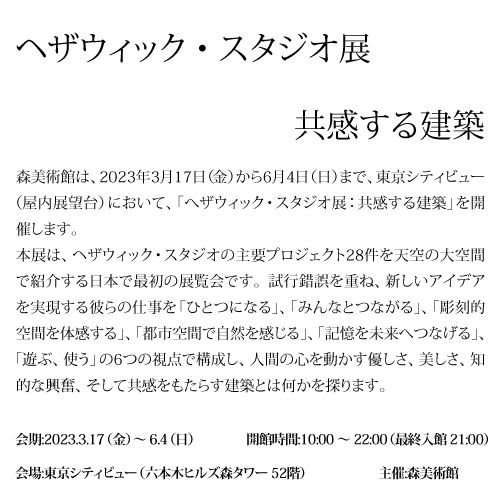 ヘザウィック・スタジオ展
共感する建築
森美術館は、2023年3月17日（金）から6月4日（日）まで、東京シティビュー
（屋内展望台）において、「ヘザウィック・スタジオ展：共感する建築」を開
催します。
本展は、ヘザウィック・スタジオの主要プロジェクト28件を天空の大空間
で紹介する日本で最初の展覧会です。試行錯誤を重ね、新しいアイデア
を実現する彼らの仕事を「ひとつになる」、「みんなとつながる」、「彫刻的
空間を体感する」、「都市空間で自然を感じる」、「記憶を未来へつなげる」、
「遊ぶ、使う」の6つの視点で構成し、人間の心を動かす優しさ、美しさ、知
的な興奮、そして共感をもたらす建築とは何かを探ります。
会期:2023.3.17（金）～ 6.4（日） 開館時間:10:00 ～ 22:00（最終入館 21:00）
会場:東京シティビュー（六本木ヒルズ森タワー 52階） 主催:森美術館